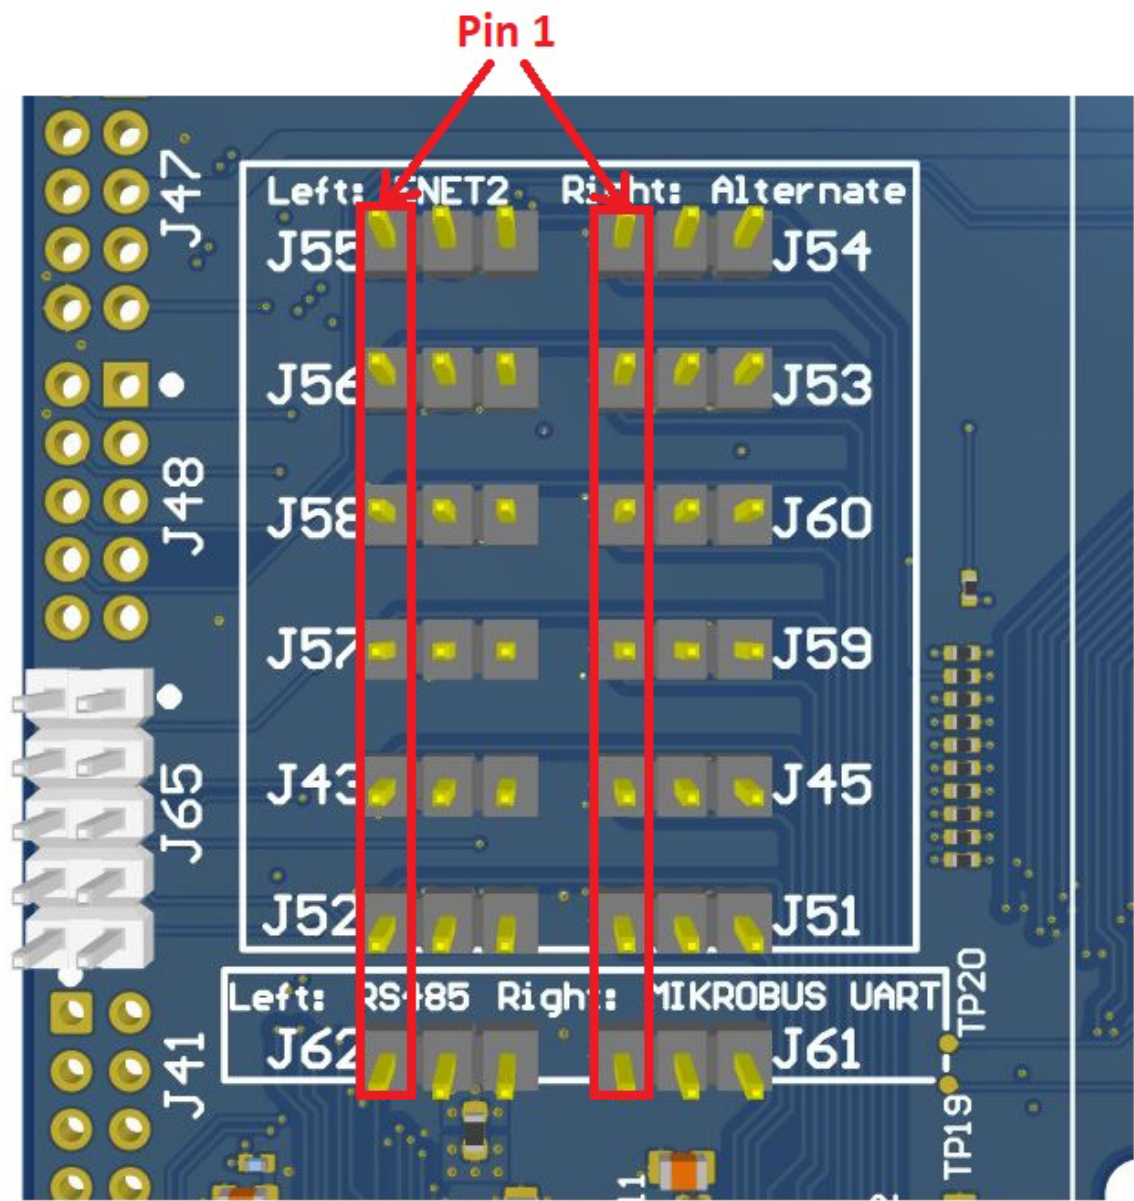 Pin 1
J47
Left: ENET2 Right: Alternate
J55 J54
J56 J53
J48
J58 J60
J57 J59
J65
J43 J45
J52 J51
Left: RS485 Right: MIKROBUS UART
TP20
J62 J61
J41
TP19